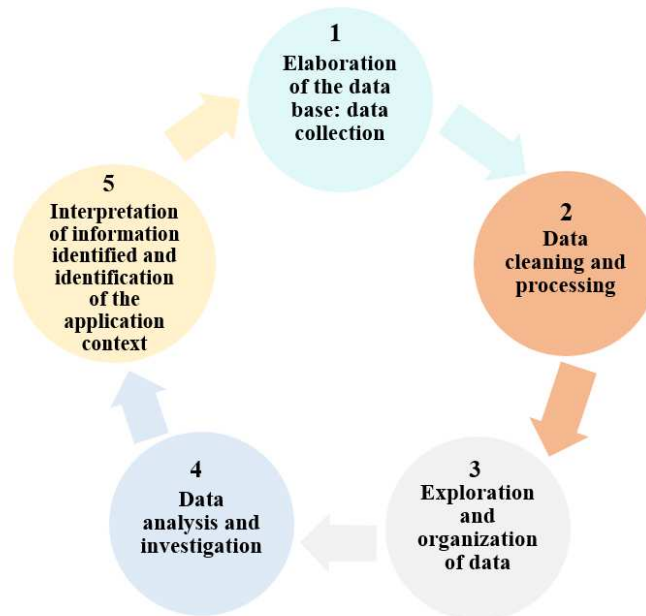 1
Elaboration
of the data
base: data
collection
2
Data
cleaning and
processing
3
Exploration
and
organization
of data
4
Data
analysis and
investigation
5
Interpretation
of information
identified and
identification
of the
application
context